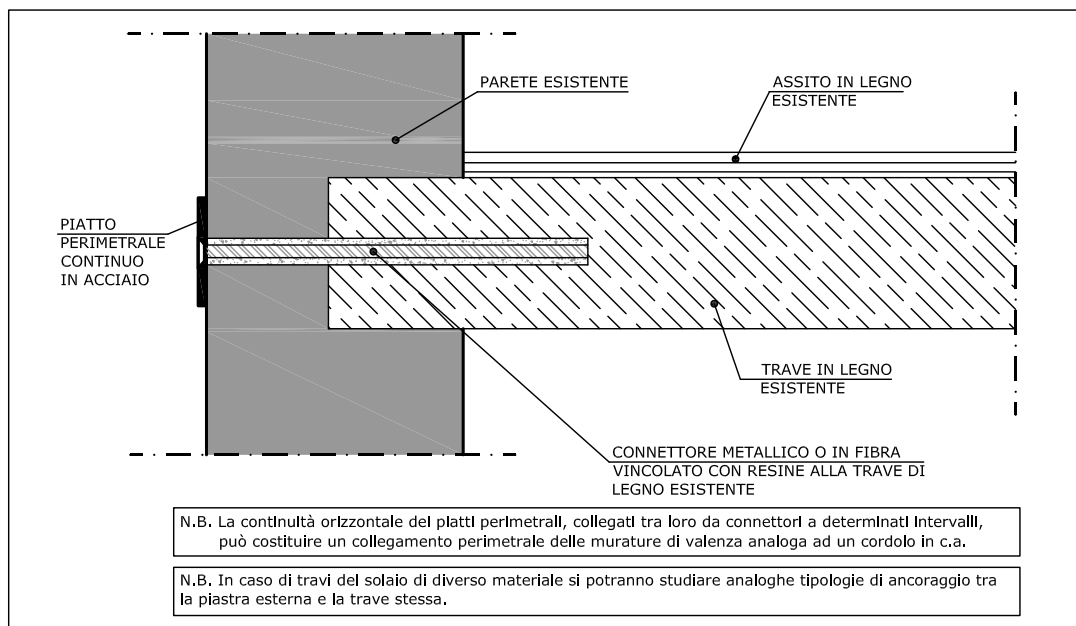 PARETE ESISTENTE
ASSITO IN LEGNO
ESISTENTE
PIATTO
PERIMETRALE
CONTINUO
IN ACCIAIO
TRAVE IN LEGNO
ESISTENTE
CONNETTORE METALLICO O IN FIBRA
VINCOLATO CON RESINE ALLA TRAVE DI
LEGNO ESISTENTE
N.B. La continuità orizzontale dei piatti perimetrali, collegati tra loro da connettori a determinati intervalli,
può costituire un collegamento perimetrale delle murature di valenza analoga ad un cordolo in c.a.
N.B. In caso di travi del solaio di diverso materiale si potranno studiare analoghe tipologie di ancoraggio tra
la piastra esterna e la trave stessa.